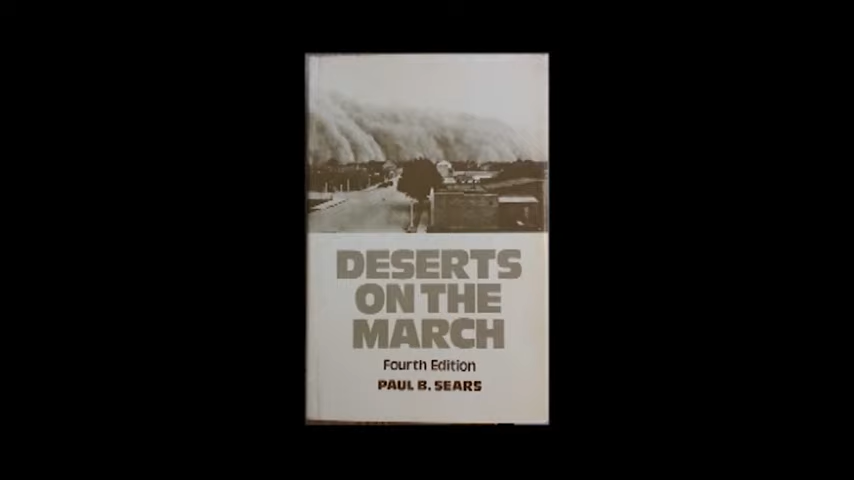 DESERTS
ON THE
MARCH
Fourth Edition
PAUL B. SEARS